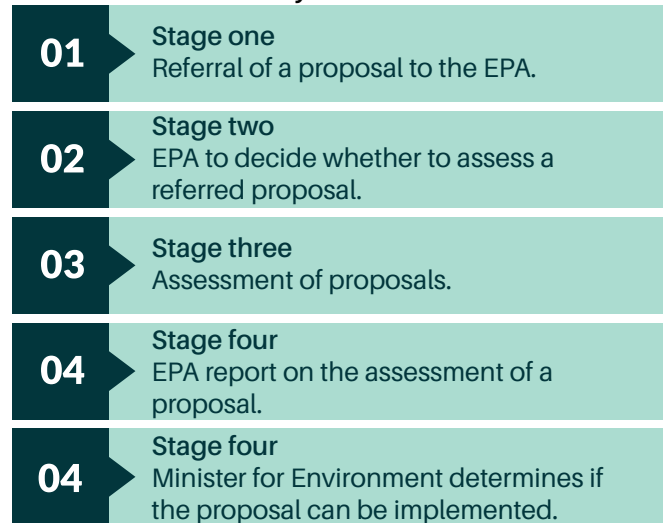 01
Stage one
Referral of a proposal to the EPA.
02
Stage two
EPA to decide whether to assess a
referred proposal.
03
Stage three
Assessment of proposals.
04
Stage four
EPA report on the assessment of a
proposal.
04
Stage four
Minister for Environment determines if
the proposal can be implemented.